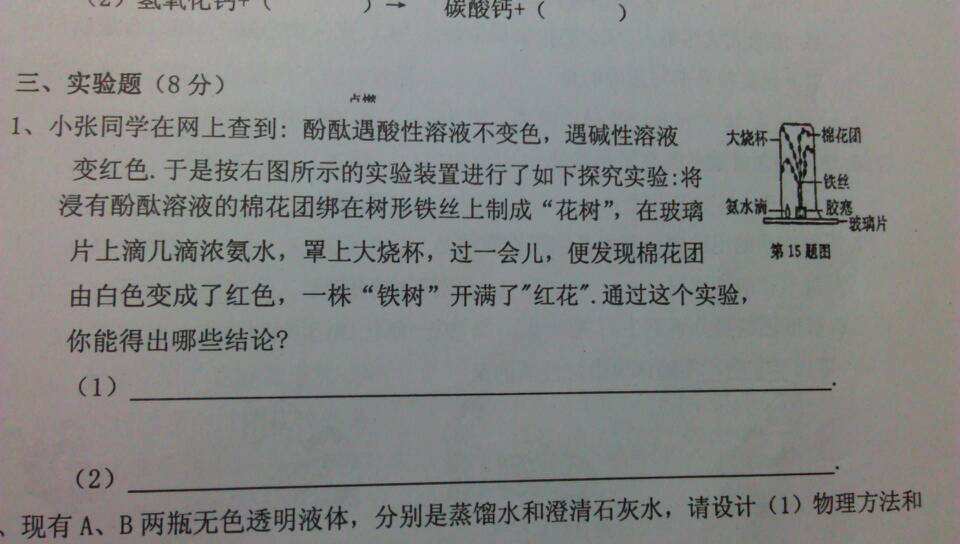 (2) 氢氧化钙+（　　　）→　碳酸钙+（　　　）
三、实验题（8 分）
点燃
1、小张同学在网上查到：酚酞遇酸性溶液不变色，遇碱性溶液
变红色.于是按右图所示的实验装置进行了如下探究实验:将
浸有酚酞溶液的棉花团绑在树形铁丝上制成“花树”，在玻璃
片上滴几滴浓氨水，罩上大烧杯，过一会儿，便发现棉花团
由白色变成了红色，一株“铁树”开满了"红花".通过这个实验，
你能得出哪些结论?
大烧杯
棉花团
铁丝
氨水滴
胶塞
玻璃片
第 15 题图
（1）　　　.
（2）　　　.
、现有 A、B 两瓶无色透明液体，分别是蒸馏水和澄清石灰水，请设计（1）物理方法和